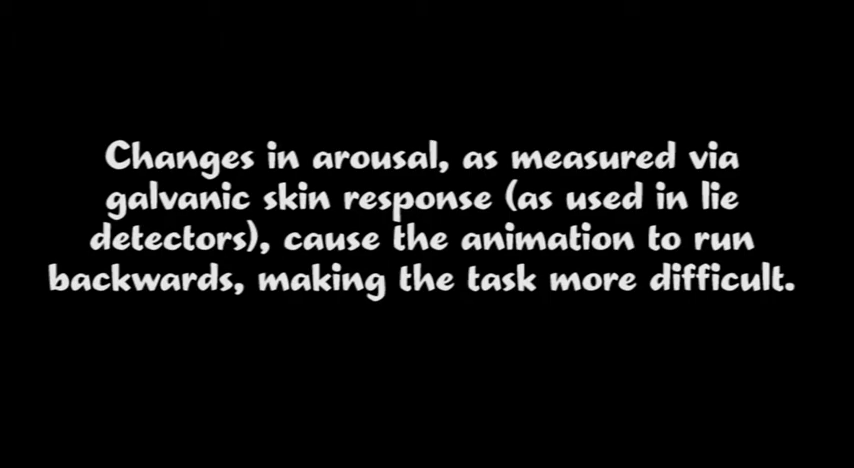 Changes in arousal, as measured via
galvanic skin response (as used in lie
detectors), cause the animation to run
backwards, making the task more difficult.